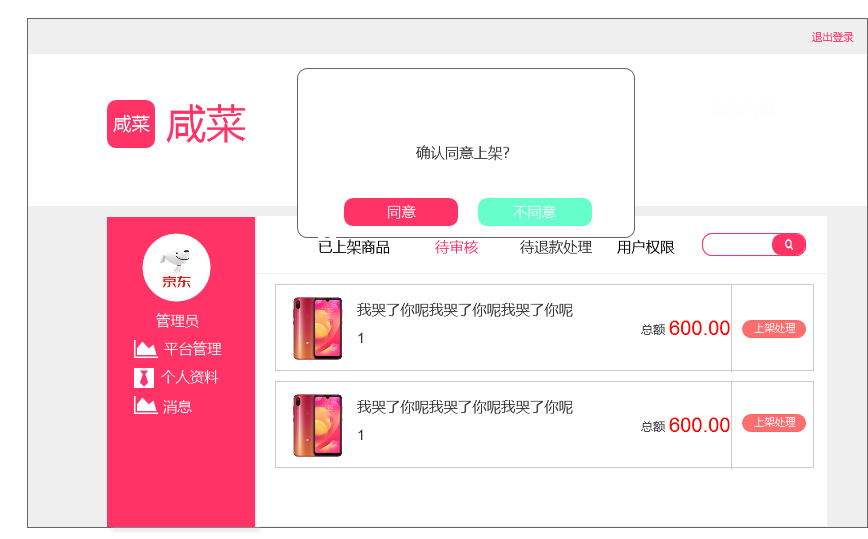 退出登录
咸菜 咸菜
确认同意上架?
同意 不同意
已上架商品 待审核 待退款处理 用户权限
京东
管理员
平台管理
个人资料
消息
我哭了你呢我哭了你呢我哭了你呢
1
总额 600.00 上架处理
我哭了你呢我哭了你呢我哭了你呢
1
总额 600.00 上架处理